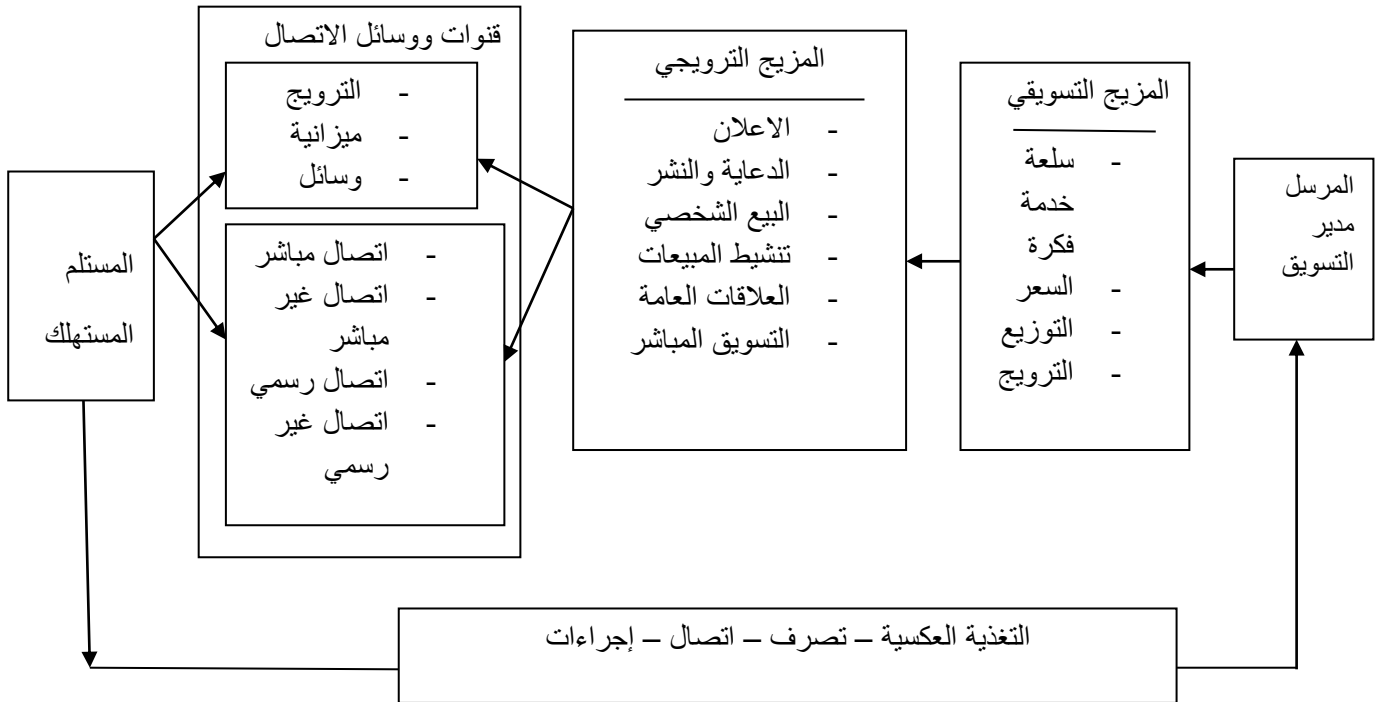 المرسل
مدير
التسويق
المزيج التسويقي
- سلعة
خدمة
فكرة
- السعر
- التوزيع
- الترويج
المزيج الترويجي
- الاعلان
- الدعاية والنشر
- البيع الشخصي
- تنشيط المبيعات
- العلاقات العامة
- التسويق المباشر
قنوات ووسائل الاتصال
- الترويج
- ميزانية
- وسائل
- اتصال مباشر
- اتصال غير
مباشر
- اتصال رسمي
- اتصال غير
رسمي
المستلم
المستهلك
التغذية العكسية – تصرف – اتصال – إجراءات